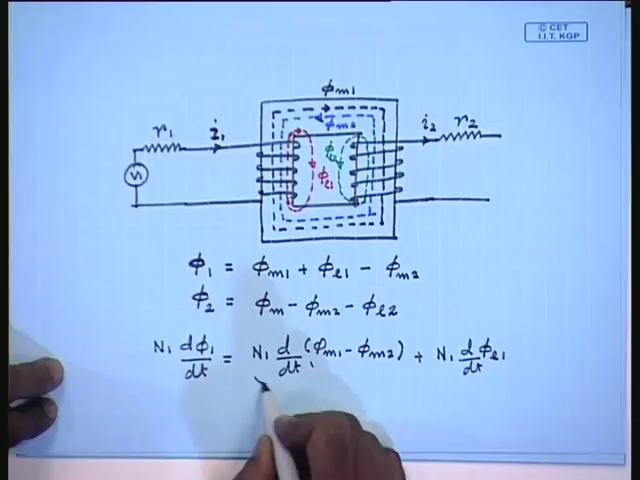 © CET
I.I.T. KGP
ϕm1
r1 i1 i2 r2
ϕm2
ϕl2
ϕl1
V1
ϕ1 = ϕm1 + ϕl1 - ϕm2
ϕ2 = ϕm - ϕm2 - ϕl2
N1 dϕ1/dt = N1 d/dt (ϕm1 - ϕm2) + N1 d/dt ϕl1